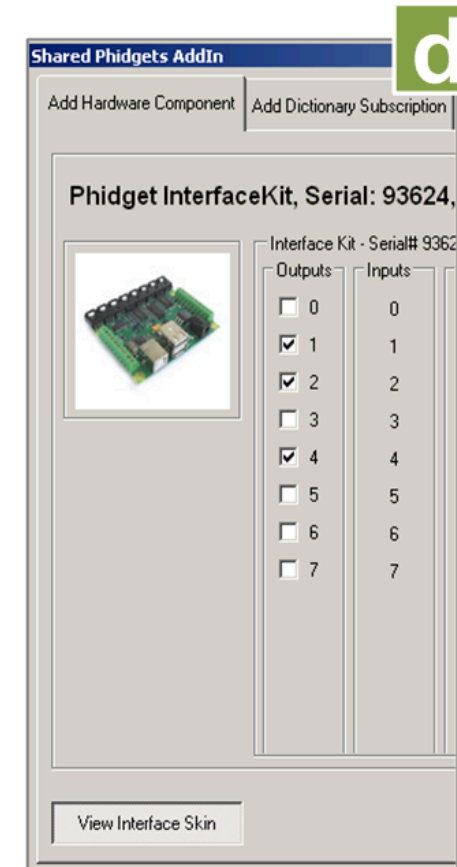 d
Shared Phidgets AddIn
Add Hardware Component Add Dictionary Subscription
Phidget InterfaceKit, Serial: 93624,
Interface Kit - Serial# 9362
Outputs Inputs
0 0
1 1
2 2
3 3
4 4
5 5
6 6
7 7
View Interface Skin